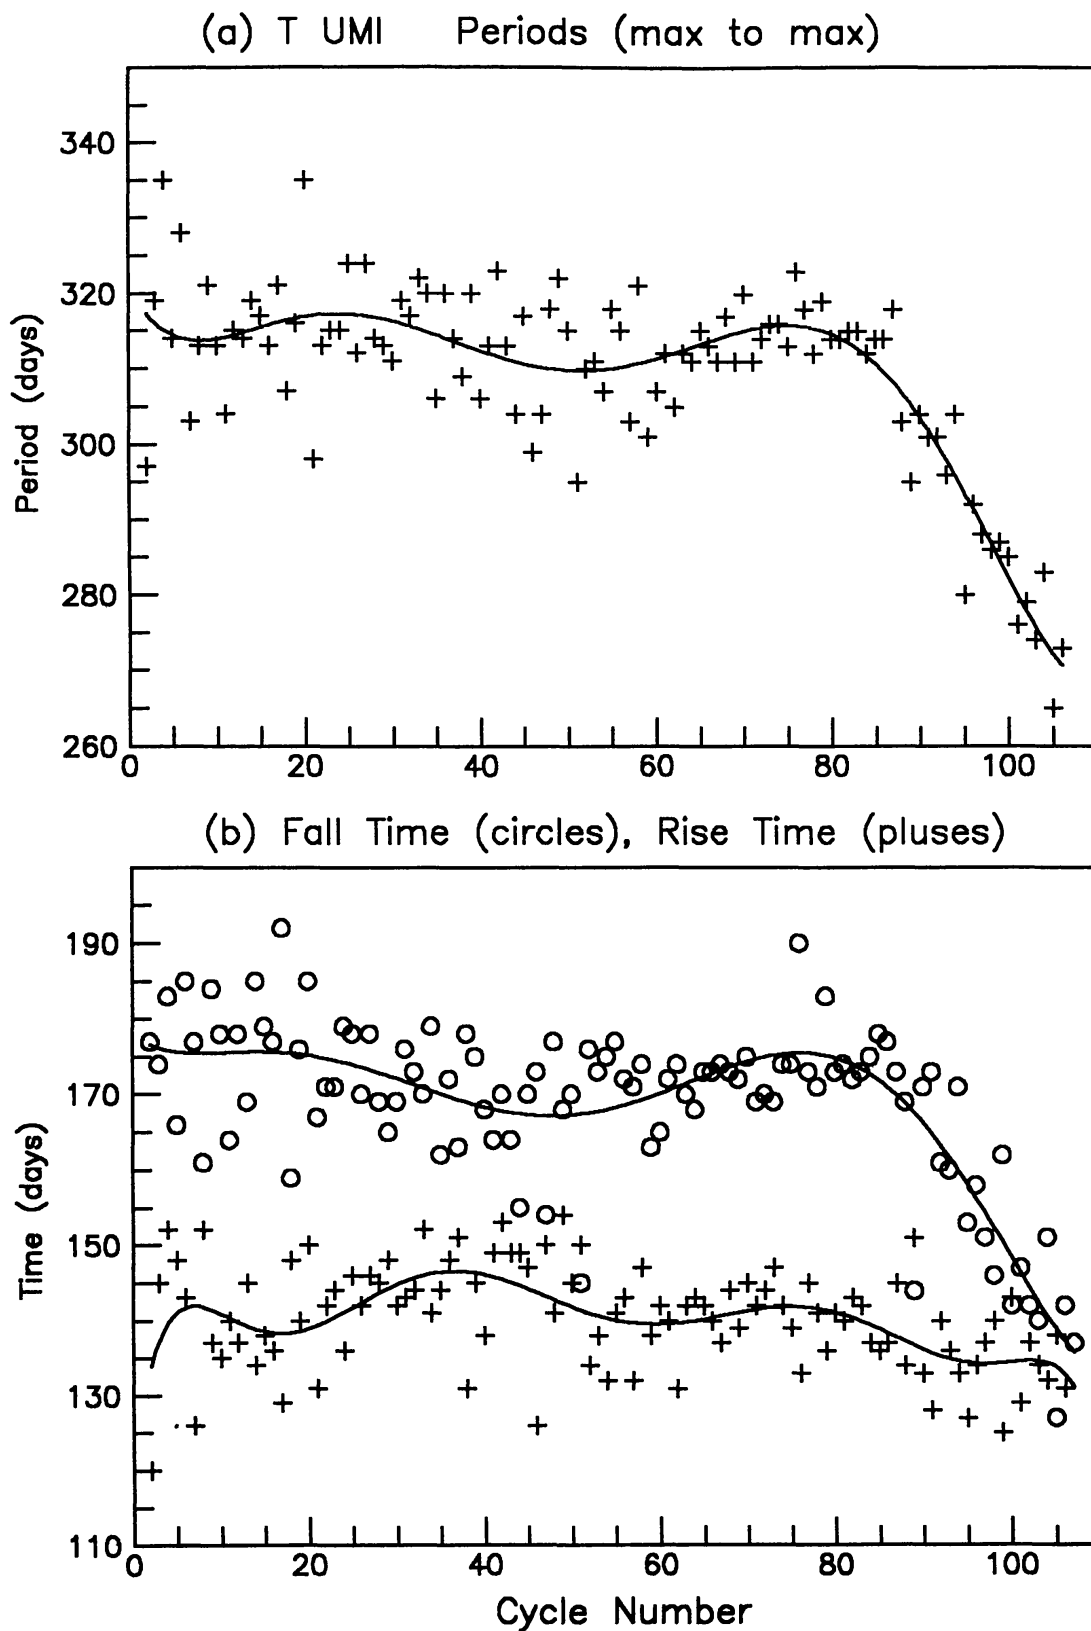 (a) T UMI Periods (max to max)
340
320
300
280
260
Period (days)
0 20 40 60 80 100
(b) Fall Time (circles), Rise Time (pluses)
190
170
150
130
110
Time (days)
0 20 40 60 80 100
Cycle Number